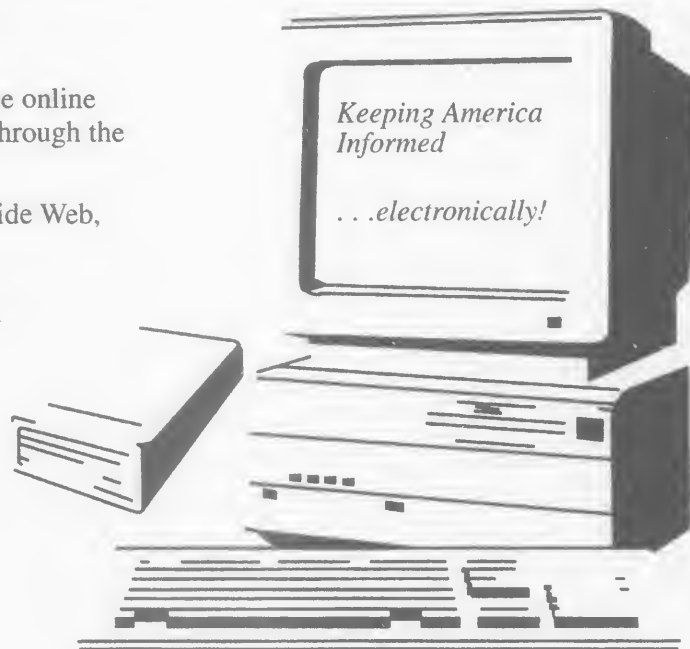 e online
hrough the
ide Web,
Keeping America
Informed
. . .electronically!